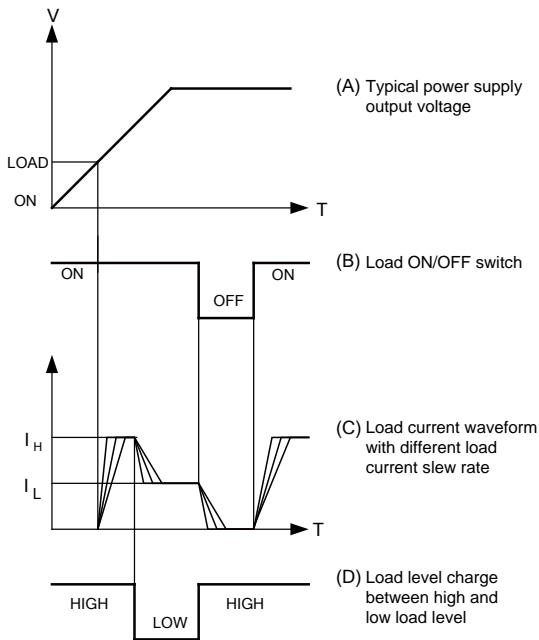 V
(A) Typical power supply
output voltage
LOAD
ON
T
(B) Load ON/OFF switch
ON
ON
OFF
(C) Load current waveform
with different load
current slew rate
I H
I L
T
(D) Load level charge
between high and
low load level
HIGH
HIGH
LOW